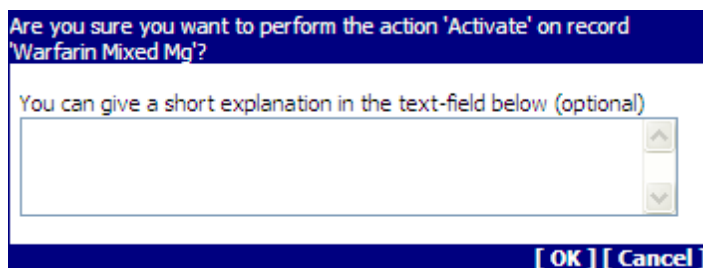 Are you sure you want to perform the action 'Activate' on record
'Warfarin Mixed Mg'?
You can give a short explanation in the text-field below (optional)
[ OK ] [ Cancel ]